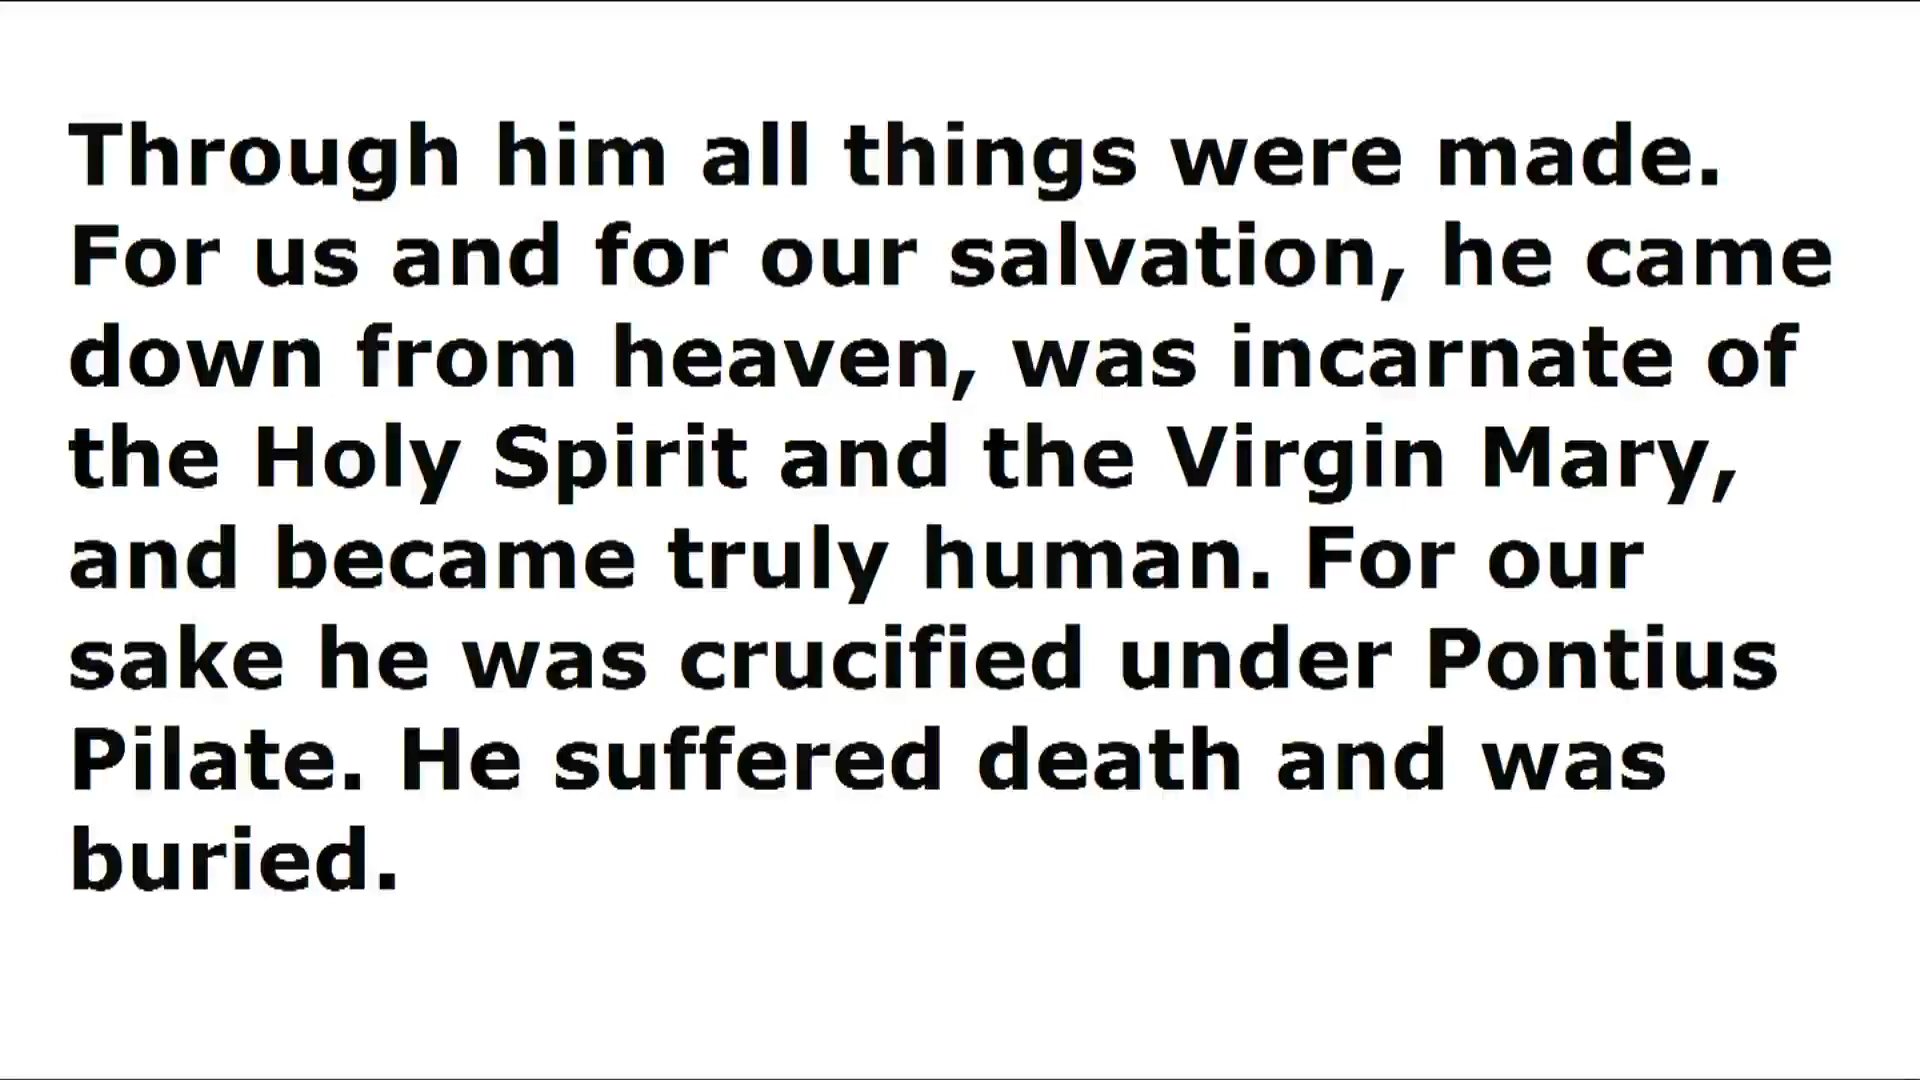 Through him all things were made.
For us and for our salvation, he came
down from heaven, was incarnate of
the Holy Spirit and the Virgin Mary,
and became truly human. For our
sake he was crucified under Pontius
Pilate. He suffered death and was
buried.